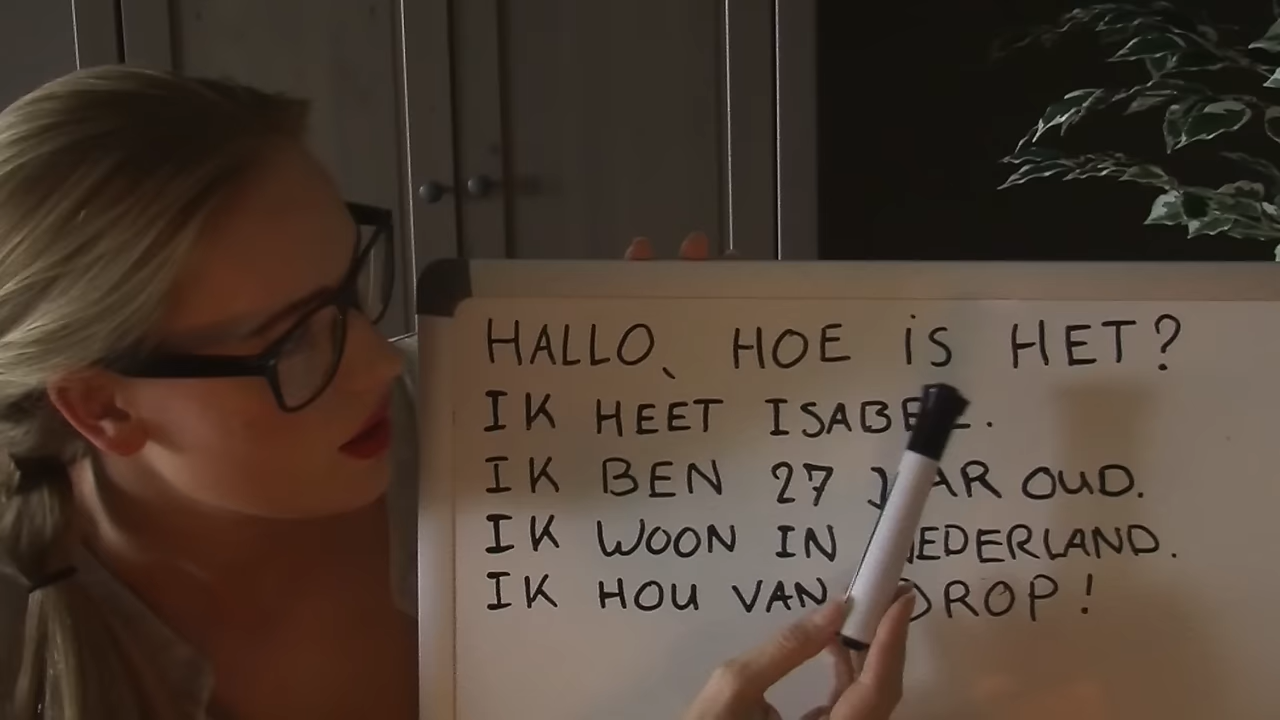 HALLO, HOE iS HET?
IK HEET ISABEL.
IK BEN 27 JAAR OUD.
IK WOON IN NEDERLAND.
IK HOU VAN DROP!